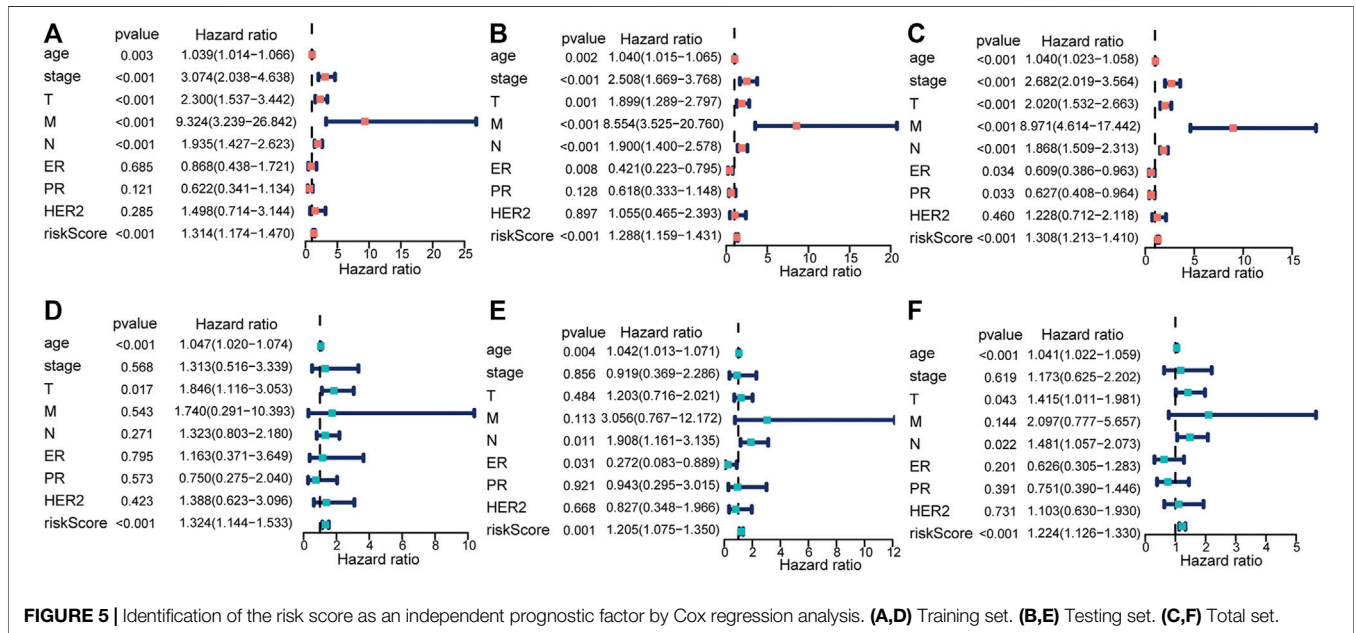 A
pvalue Hazard ratio
age 0.003 1.039(1.014−1.066)
stage <0.001 3.074(2.038−4.638)
T <0.001 2.300(1.537−3.442)
M <0.001 9.324(3.239−26.842)
N <0.001 1.935(1.427−2.623)
ER 0.685 0.868(0.438−1.721)
PR 0.121 0.622(0.341−1.134)
HER2 0.285 1.498(0.714−3.144)
riskScore <0.001 1.314(1.174−1.470)
0 5 10 15 20 25
Hazard ratio
B
pvalue Hazard ratio
age 0.002 1.040(1.015−1.065)
stage <0.001 2.508(1.669−3.768)
T 0.001 1.899(1.289−2.797)
M <0.001 8.554(3.525−20.760)
N <0.001 1.900(1.400−2.578)
ER 0.008 0.421(0.223−0.795)
PR 0.128 0.618(0.333−1.148)
HER2 0.897 1.055(0.465−2.393)
riskScore <0.001 1.288(1.159−1.431)
0 5 10 15 20
Hazard ratio
C
pvalue Hazard ratio
age <0.001 1.040(1.023−1.058)
stage <0.001 2.682(2.019−3.564)
T <0.001 2.020(1.532−2.663)
M <0.001 8.971(4.614−17.442)
N <0.001 1.868(1.509−2.313)
ER 0.034 0.609(0.386−0.963)
PR 0.033 0.627(0.408−0.964)
HER2 0.460 1.228(0.712−2.118)
riskScore <0.001 1.308(1.213−1.410)
0 5 10 15
Hazard ratio
D
pvalue Hazard ratio
age <0.001 1.047(1.020−1.074)
stage 0.568 1.313(0.516−3.339)
T 0.017 1.846(1.116−3.053)
M 0.543 1.740(0.291−10.393)
N 0.271 1.323(0.803−2.180)
ER 0.795 1.163(0.371−3.649)
PR 0.573 0.750(0.275−2.040)
HER2 0.423 1.388(0.623−3.096)
riskScore <0.001 1.324(1.144−1.533)
0 2 4 6 8 10
Hazard ratio
E
pvalue Hazard ratio
age 0.004 1.042(1.013−1.071)
stage 0.856 0.919(0.369−2.286)
T 0.484 1.203(0.716−2.021)
M 0.113 3.056(0.767−12.172)
N 0.011 1.908(1.161−3.135)
ER 0.031 0.272(0.083−0.889)
PR 0.921 0.943(0.295−3.015)
HER2 0.668 0.827(0.348−1.966)
riskScore 0.001 1.205(1.075−1.350)
0 2 4 6 8 10 12
Hazard ratio
F
pvalue Hazard ratio
age <0.001 1.041(1.022−1.059)
stage 0.619 1.173(0.625−2.202)
T 0.043 1.415(1.011−1.981)
M 0.144 2.097(0.777−5.657)
N 0.022 1.481(1.057−2.073)
ER 0.201 0.626(0.305−1.283)
PR 0.391 0.751(0.390−1.446)
HER2 0.731 1.103(0.630−1.930)
riskScore <0.001 1.224(1.126−1.330)
0 1 2 3 4 5
Hazard ratio
FIGURE 5 | Identification of the risk score as an independent prognostic factor by Cox regression analysis. (A,D) Training set. (B,E) Testing set. (C,F) Total set.